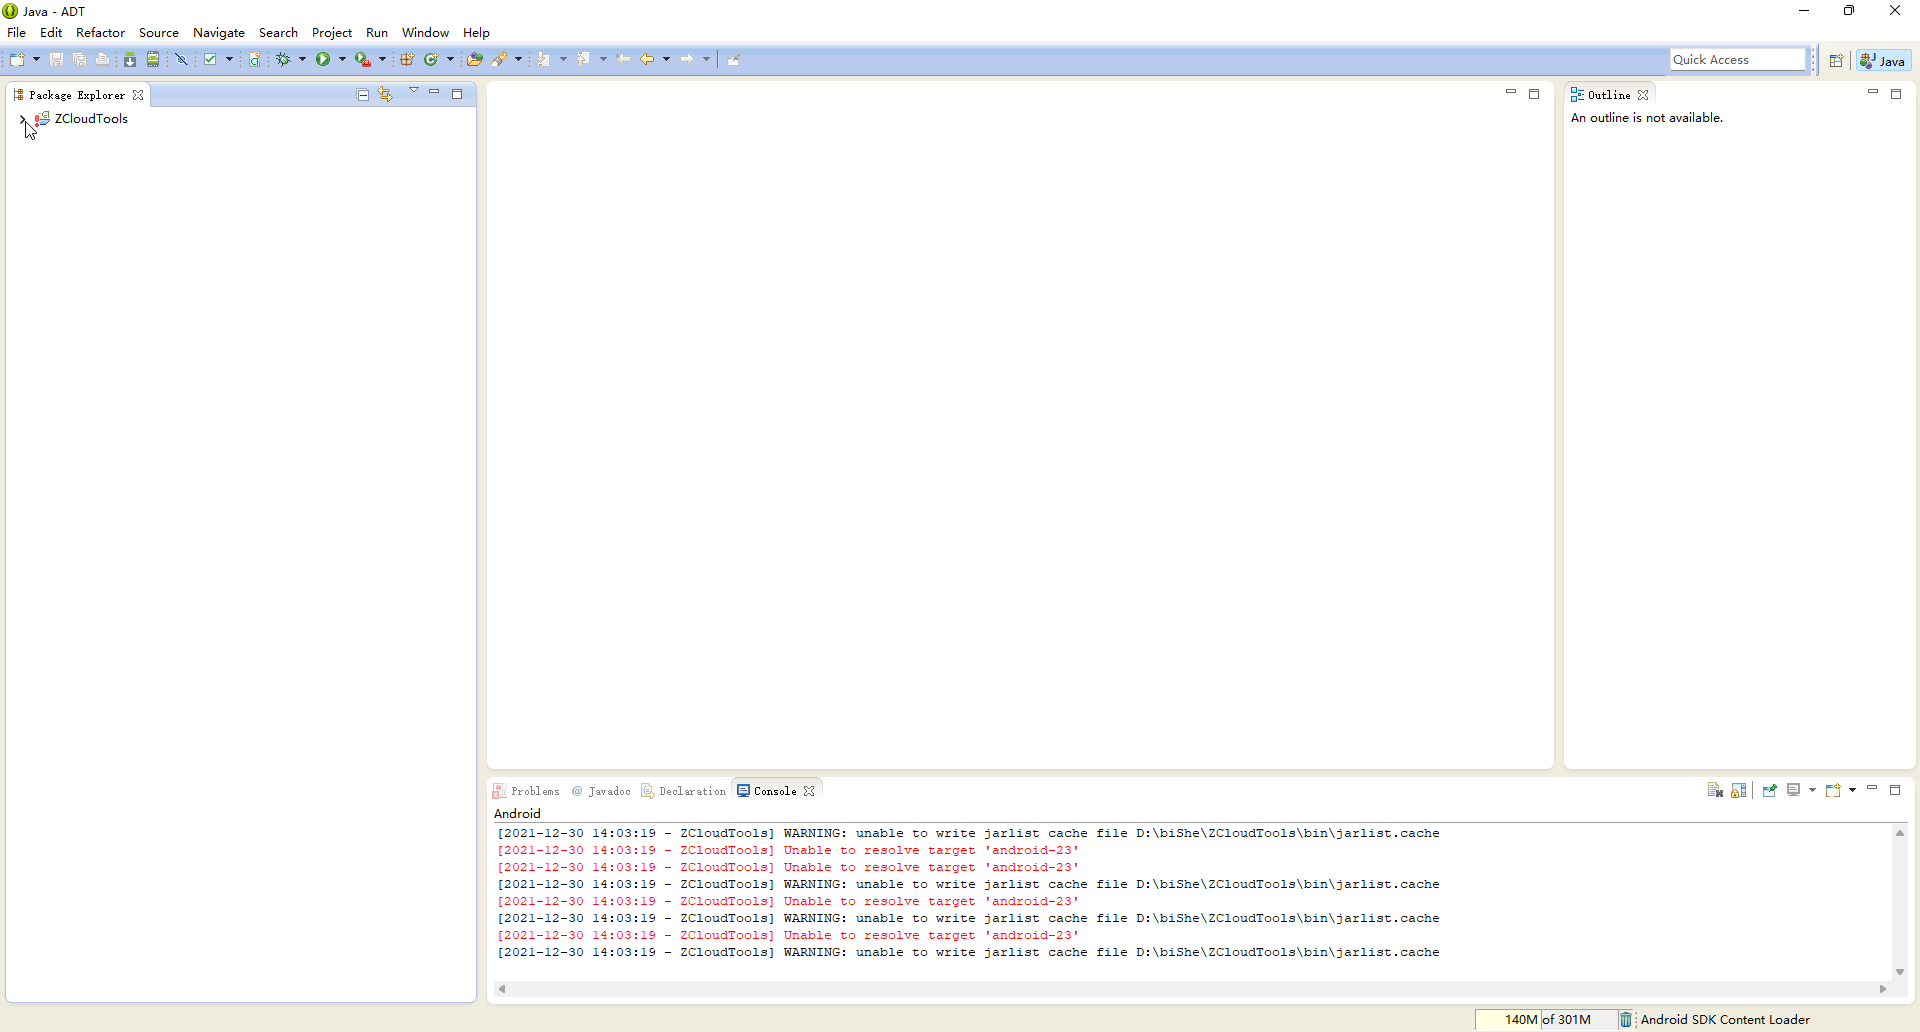 Java - ADT
File Edit Refactor Source Navigate Search Project Run Window Help
Quick Access
Java
Package Explorer
ZCloudTools
Outline
An outline is not available.
Problems @ Javadoc Declaration Console
Android
[2021-12-30 14:03:19 - ZCloudTools] WARNING: unable to write jarlist cache file D:\biShe\ZCloudTools\bin\jarlist.cache
[2021-12-30 14:03:19 - ZCloudTools] Unable to resolve target 'android-23'
[2021-12-30 14:03:19 - ZCloudTools] Unable to resolve target 'android-23'
[2021-12-30 14:03:19 - ZCloudTools] WARNING: unable to write jarlist cache file D:\biShe\ZCloudTools\bin\jarlist.cache
[2021-12-30 14:03:19 - ZCloudTools] Unable to resolve target 'android-23'
[2021-12-30 14:03:19 - ZCloudTools] WARNING: unable to write jarlist cache file D:\biShe\ZCloudTools\bin\jarlist.cache
[2021-12-30 14:03:19 - ZCloudTools] Unable to resolve target 'android-23'
[2021-12-30 14:03:19 - ZCloudTools] WARNING: unable to write jarlist cache file D:\biShe\ZCloudTools\bin\jarlist.cache
140M of 301M
Android SDK Content Loader